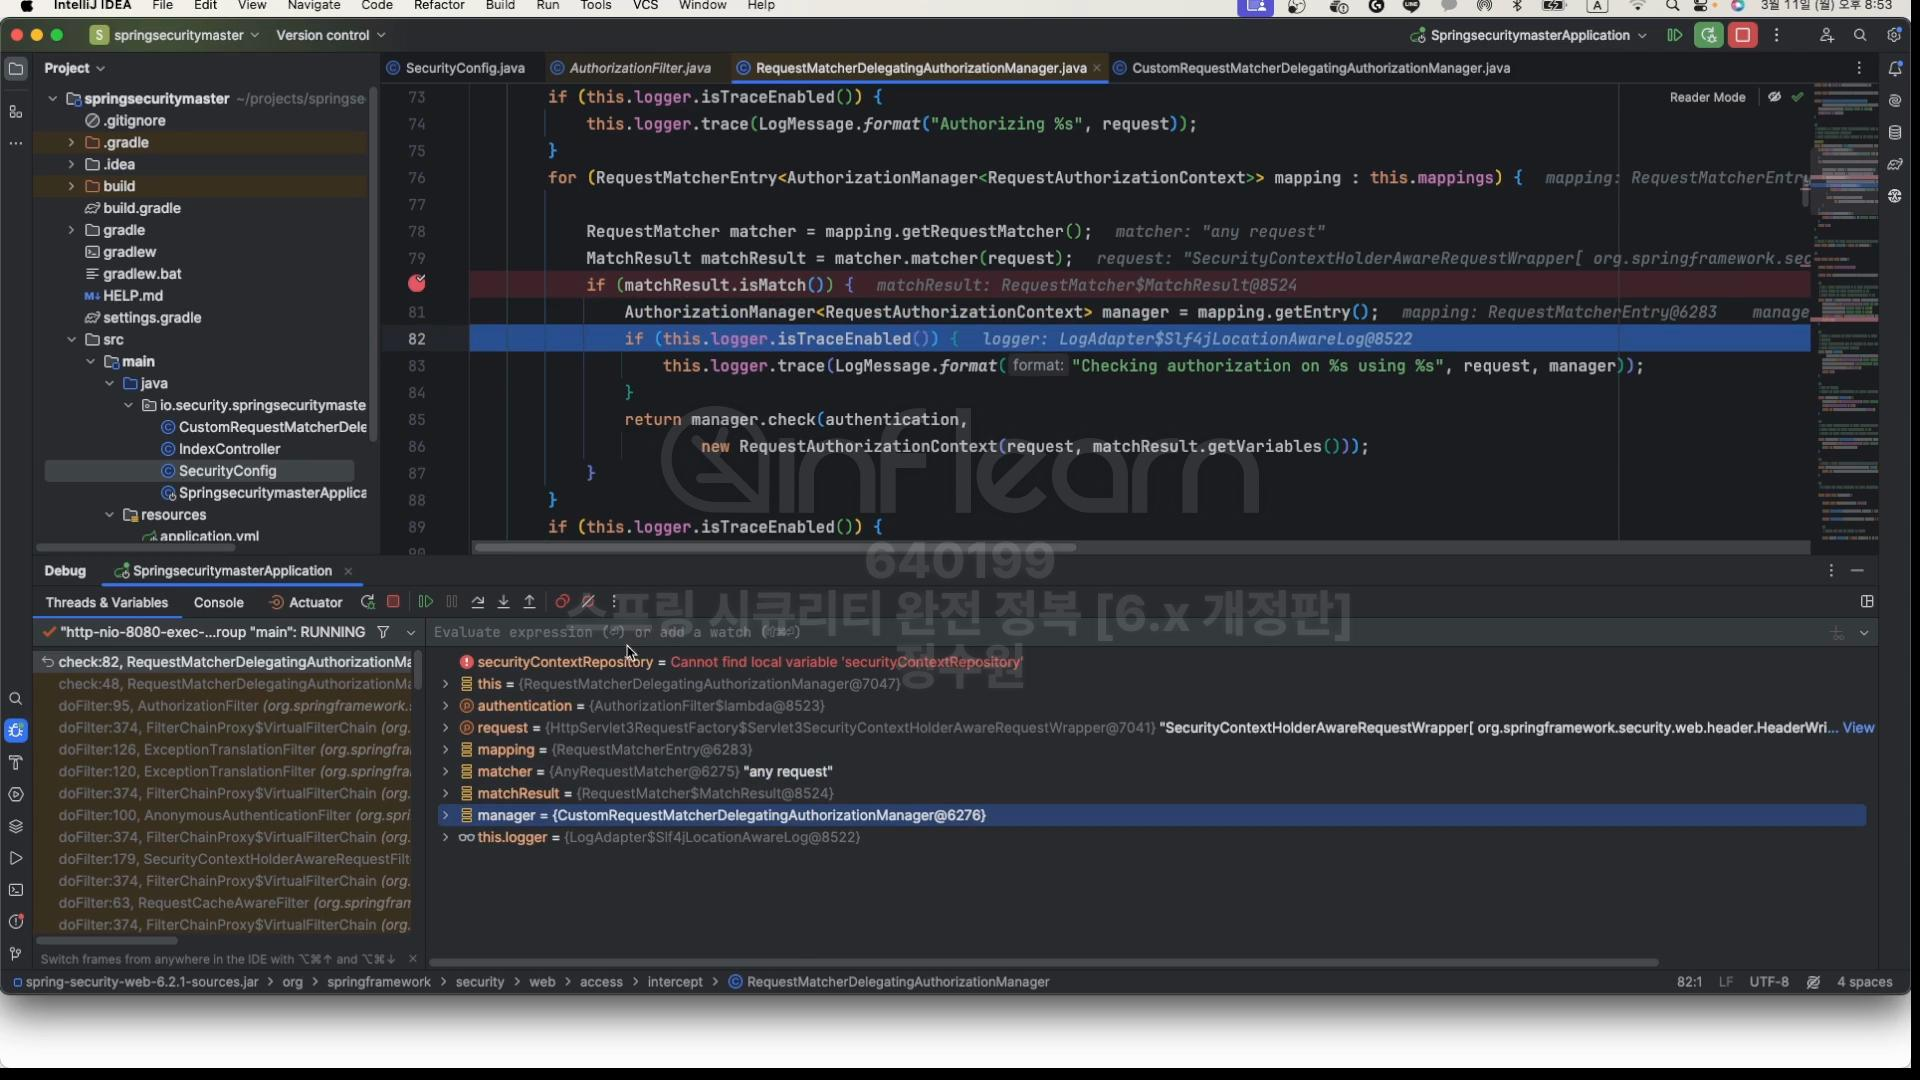 IntelliJ IDEA File Edit View Navigate Code Refactor Build Run Tools VCS Window Help A 3월 11일 (월) 오후 8:53
S springsecuritymaster Version control SpringsecuritymasterApplication
Project
SecurityConfig.java AuthorizationFilter.java RequestMatcherDelegatingAuthorizationManager.java CustomRequestMatcherDelegatingAuthorizationManager.java
Reader Mode
springsecuritymaster ~/projects/springse
.gitignore
.gradle
.idea
build
build.gradle
gradle
gradlew
gradlew.bat
M↓ HELP.md
settings.gradle
src
main
java
io.security.springsecuritymaste
CustomRequestMatcherDele
IndexController
SecurityConfig
SpringsecuritymasterApplica
resources
application.yml
73 if (this.logger.isTraceEnabled()) {
74 this.logger.trace(LogMessage.format("Authorizing %s", request));
75 }
76 for (RequestMatcherEntry<AuthorizationManager<RequestAuthorizationContext>> mapping : this.mappings) { mapping: RequestMatcherEntry
77
78 RequestMatcher matcher = mapping.getRequestMatcher(); matcher: "any request"
79 MatchResult matchResult = matcher.matcher(request); request: "SecurityContextHolderAwareRequestWrapper[ org.springframework.sec
if (matchResult.isMatch()) { matchResult: RequestMatcher$MatchResult@8524
81 AuthorizationManager<RequestAuthorizationContext> manager = mapping.getEntry(); mapping: RequestMatcherEntry@6283 manage
82 if (this.logger.isTraceEnabled()) { logger: LogAdapter$Slf4jLocationAwareLog@8522
83 this.logger.trace(LogMessage.format( format: "Checking authorization on %s using %s", request, manager));
84 }
85 return manager.check(authentication,
86 new RequestAuthorizationContext(request, matchResult.getVariables()));
87 }
88 }
89 if (this.logger.isTraceEnabled()) {
90
inflearn
640199
스프링 시큐리티 완전 정복 [6.x 개정판]
정수원
Debug SpringsecuritymasterApplication
Threads & Variables Console Actuator
"http-nio-8080-exec-...roup "main": RUNNING
Evaluate expression (⏎) or add a watch (⇧⌘⏎)
check:82, RequestMatcherDelegatingAuthorizationMa
check:48, RequestMatcherDelegatingAuthorizationMa
doFilter:95, AuthorizationFilter (org.springframework.
doFilter:374, FilterChainProxy$VirtualFilterChain (org.
doFilter:126, ExceptionTranslationFilter (org.springfra
doFilter:120, ExceptionTranslationFilter (org.springfra
doFilter:374, FilterChainProxy$VirtualFilterChain (org.
doFilter:100, AnonymousAuthenticationFilter (org.spri
doFilter:374, FilterChainProxy$VirtualFilterChain (org.
doFilter:179, SecurityContextHolderAwareRequestFilt
doFilter:374, FilterChainProxy$VirtualFilterChain (org.
doFilter:63, RequestCacheAwareFilter (org.springfran
doFilter:374, FilterChainProxy$VirtualFilterChain (org.
Switch frames from anywhere in the IDE with ⌥⌘↑ and ⌥⌘↓
securityContextRepository = Cannot find local variable 'securityContextRepository'
this = {RequestMatcherDelegatingAuthorizationManager@7047}
authentication = {AuthorizationFilter$lambda@8523}
request = {HttpServlet3RequestFactory$Servlet3SecurityContextHolderAwareRequestWrapper@7041} "SecurityContextHolderAwareRequestWrapper[ org.springframework.security.web.header.HeaderWri... View
mapping = {RequestMatcherEntry@6283}
matcher = {AnyRequestMatcher@6275} "any request"
matchResult = {RequestMatcher$MatchResult@8524}
manager = {CustomRequestMatcherDelegatingAuthorizationManager@6276}
this.logger = {LogAdapter$Slf4jLocationAwareLog@8522}
spring-security-web-6.2.1-sources.jar > org > springframework > security > web > access > intercept > RequestMatcherDelegatingAuthorizationManager
82:1 LF UTF-8 4 spaces